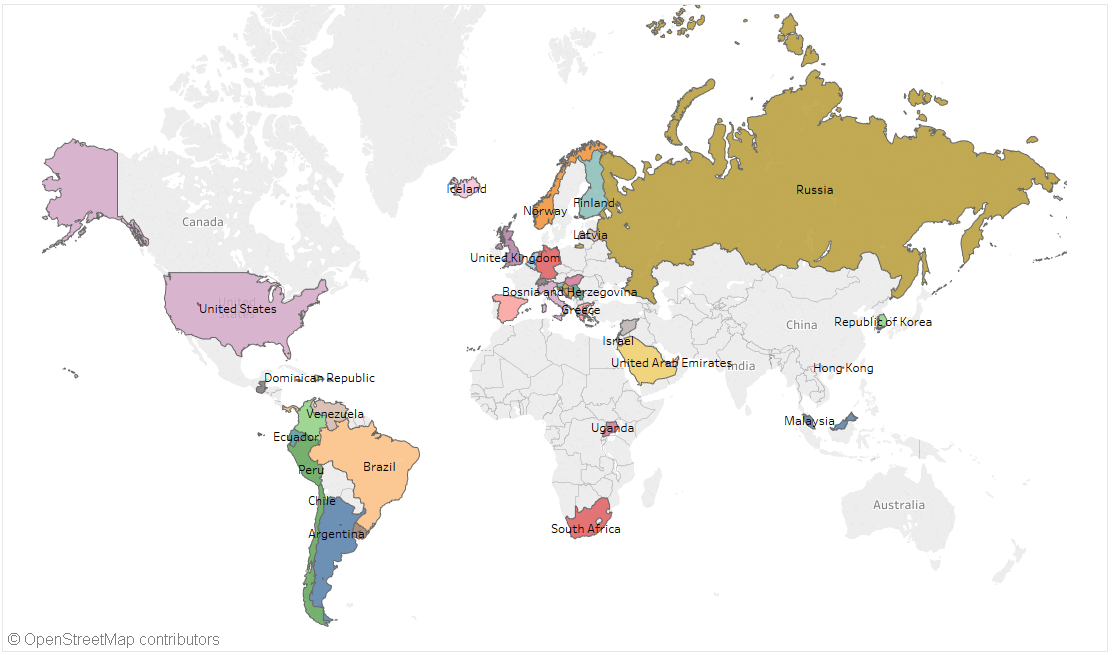 Russia
Iceland
Finland
Norway
Canada
Latvia
United Kingdom
Bosnia and Herzegovina
United States
Greece
Republic of Korea
China
Israel
United Arab Emirates
India
Hong Kong
Dominican Republic
Venezuela
Malaysia
Uganda
Ecuador
Brazil
Peru
Chile
Australia
South Africa
Argentina
© OpenStreetMap contributors